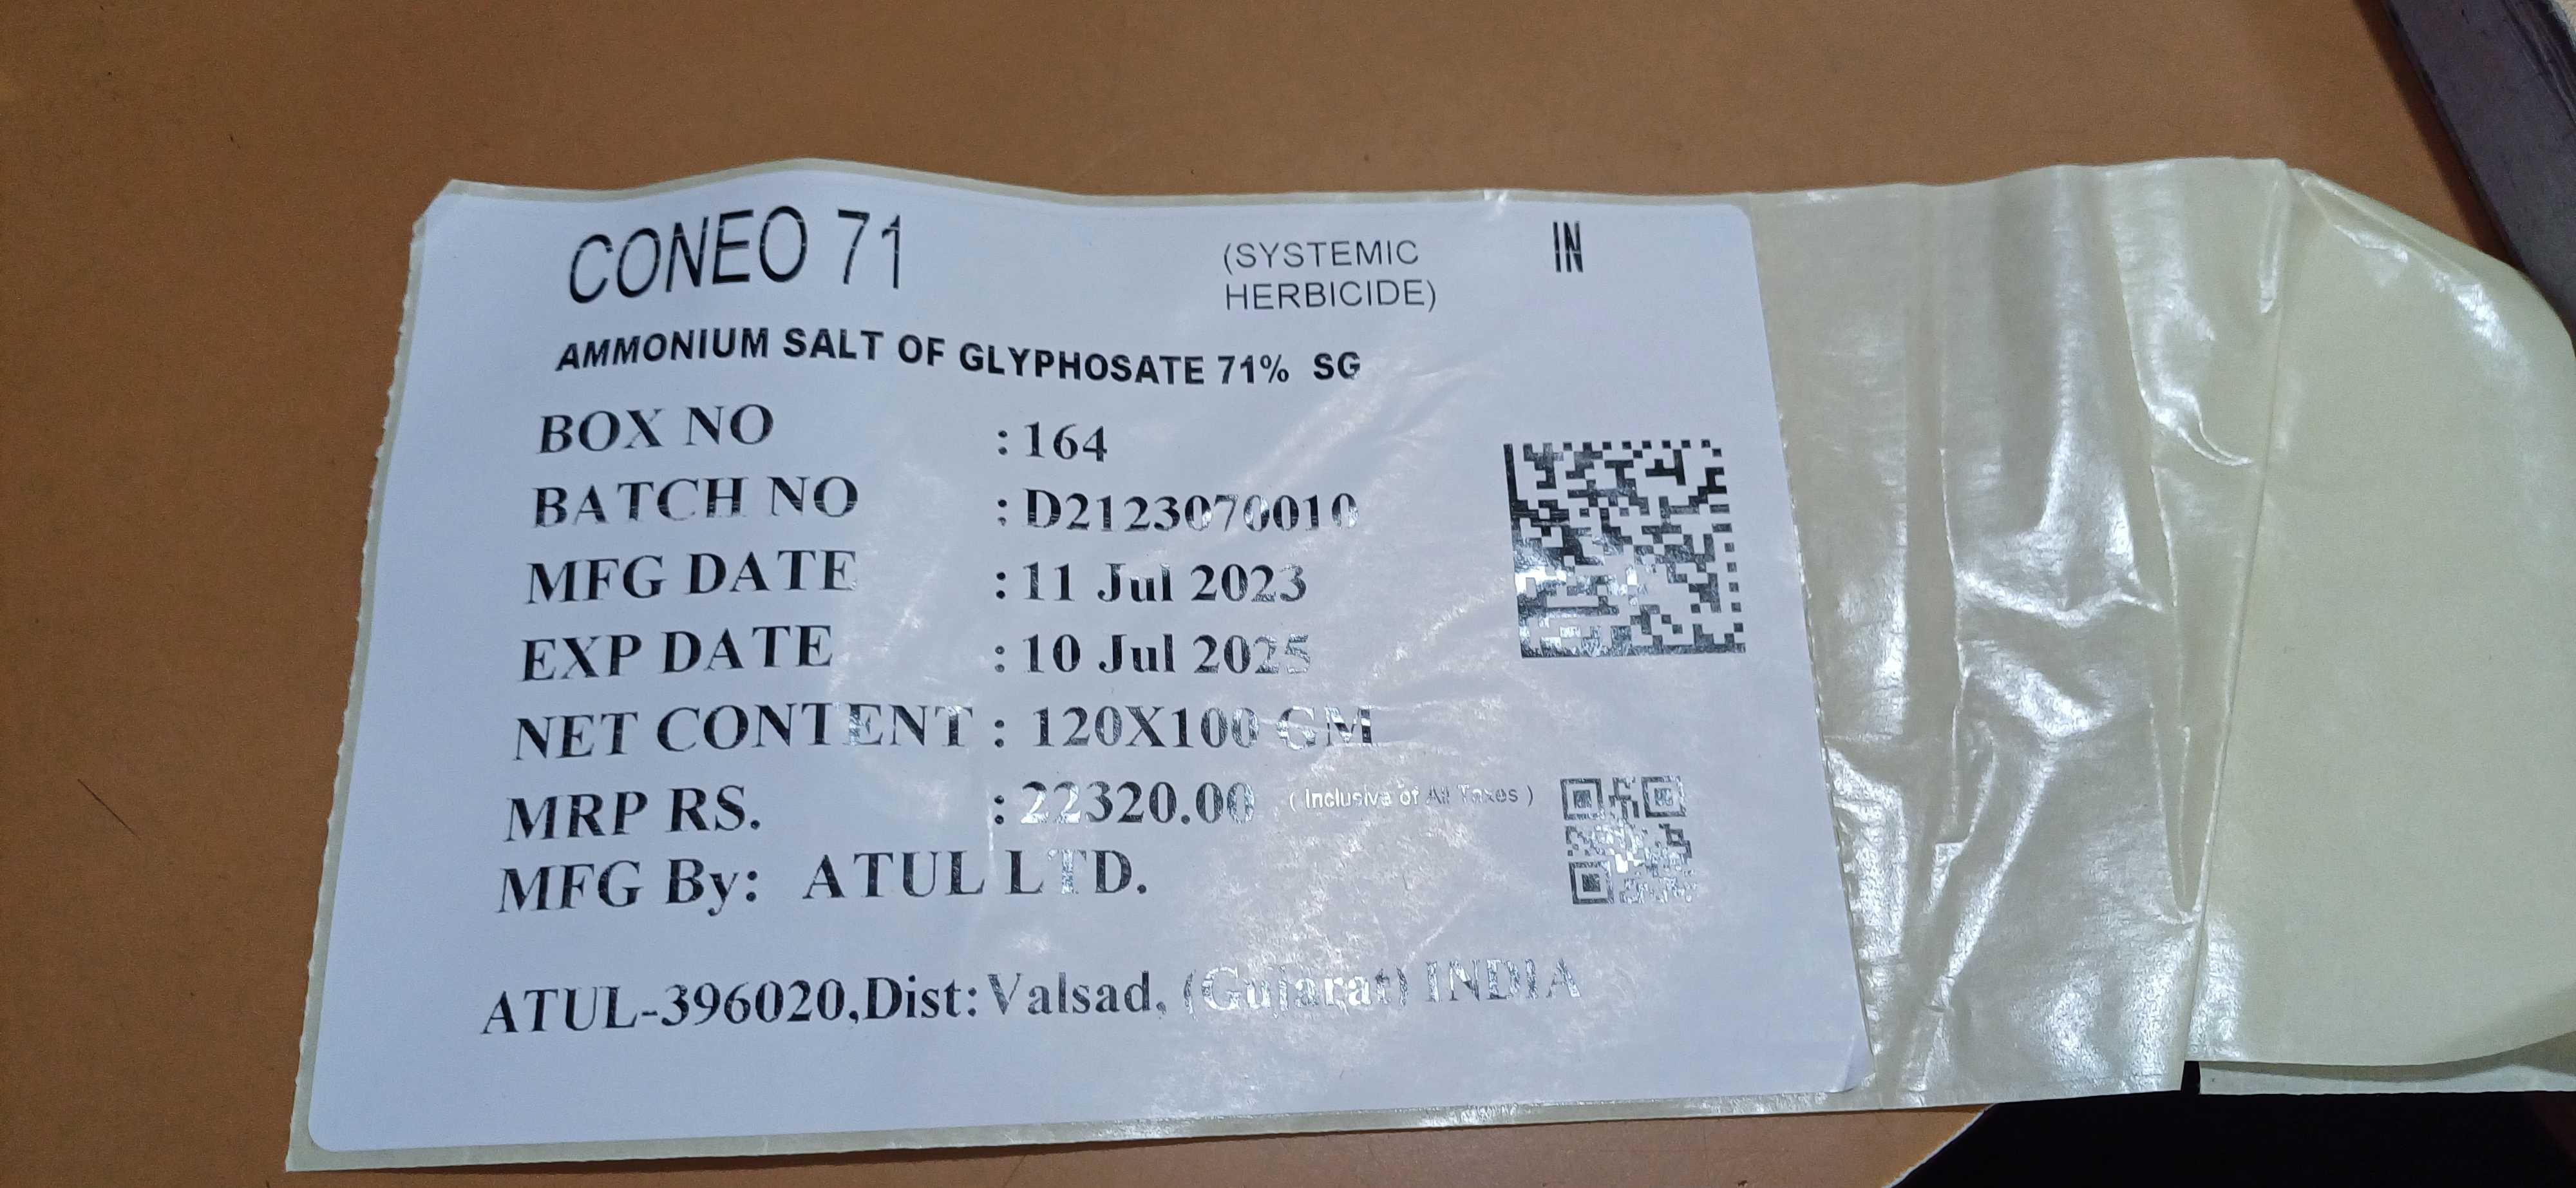 CONEO 71
(SYSTEMIC
HERBICIDE)
IN
AMMONIUM SALT OF GLYPHOSATE 71% SG
BOX NO : 164
BATCH NO : D2123070010
MFG DATE : 11 Jul 2023
EXP DATE : 10 Jul 2025
NET CONTENT : 120X100 GM
MRP RS. : 22320.00 ( Inclusive of All Taxes )
MFG By: ATUL LTD.
ATUL-396020,Dist: Valsad, (Gujarat) INDIA